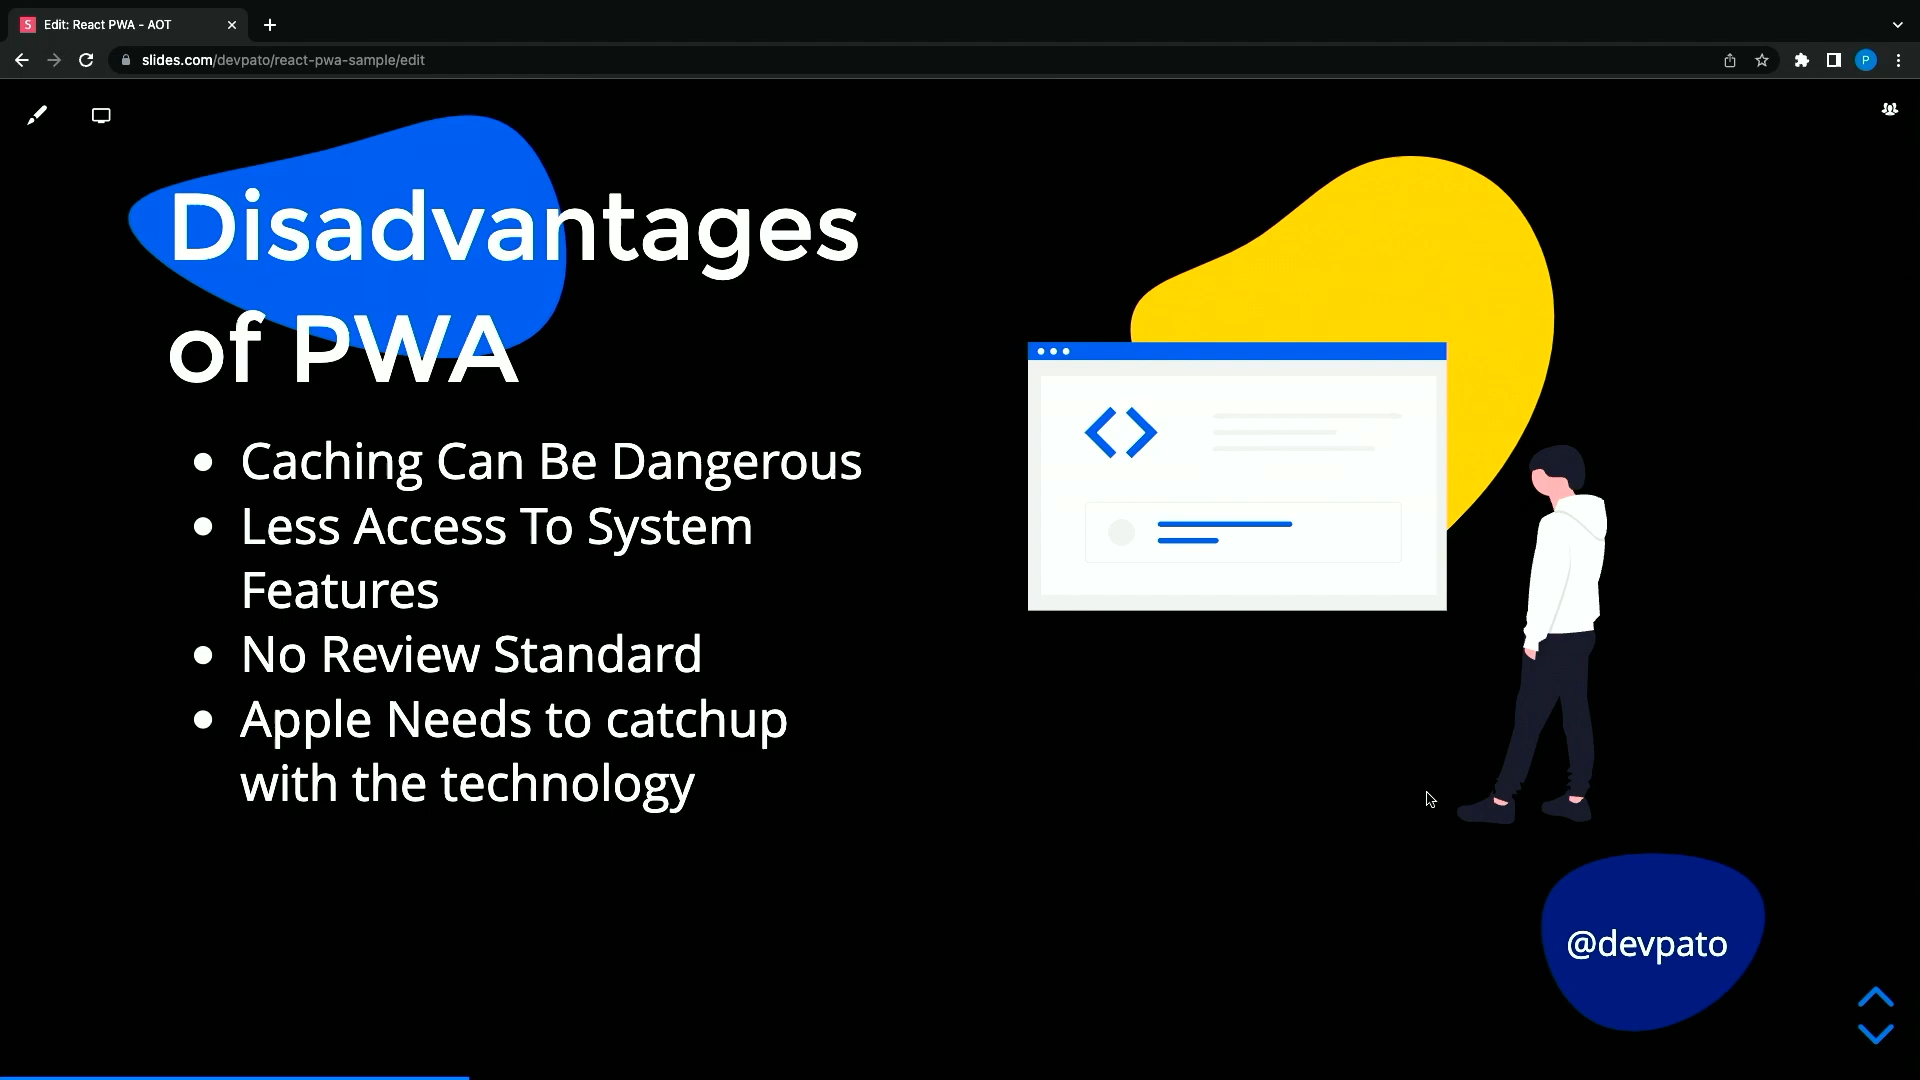 Edit: React PWA - AOT
slides.com/devpato/react-pwa-sample/edit
P
Disadvantages
of PWA
Caching Can Be Dangerous
Less Access To System
Features
No Review Standard
Apple Needs to catchup
with the technology
@devpato